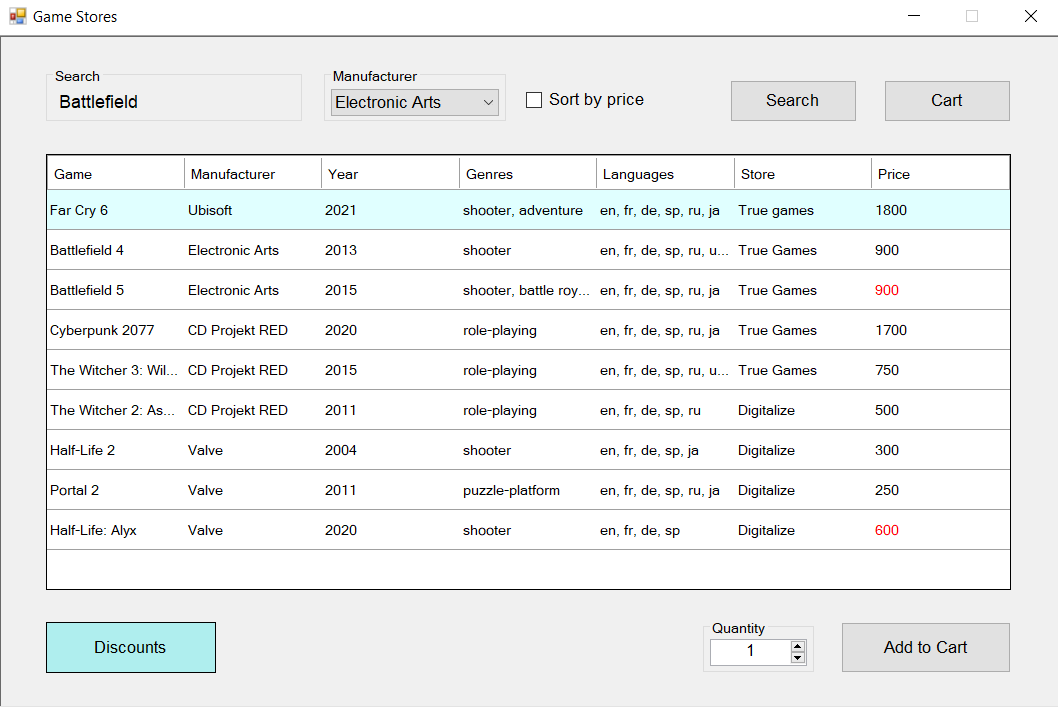 Game Stores
Search
Manufacturer
Battlefield
Electronic Arts
Sort by price
Search
Cart
Game Manufacturer Year Genres Languages Store Price
Far Cry 6 Ubisoft 2021 shooter, adventure en, fr, de, sp, ru, ja True games 1800
Battlefield 4 Electronic Arts 2013 shooter en, fr, de, sp, ru, u... True Games 900
Battlefield 5 Electronic Arts 2015 shooter, battle roy... en, fr, de, sp, ru, ja True Games 900
Cyberpunk 2077 CD Projekt RED 2020 role-playing en, fr, de, sp, ru, ja True Games 1700
The Witcher 3: Wil... CD Projekt RED 2015 role-playing en, fr, de, sp, ru, u... True Games 750
The Witcher 2: As... CD Projekt RED 2011 role-playing en, fr, de, sp, ru Digitalize 500
Half-Life 2 Valve 2004 shooter en, fr, de, sp, ja Digitalize 300
Portal 2 Valve 2011 puzzle-platform en, fr, de, sp, ru, ja Digitalize 250
Half-Life: Alyx Valve 2020 shooter en, fr, de, sp Digitalize 600
Discounts
Quantity
1
Add to Cart